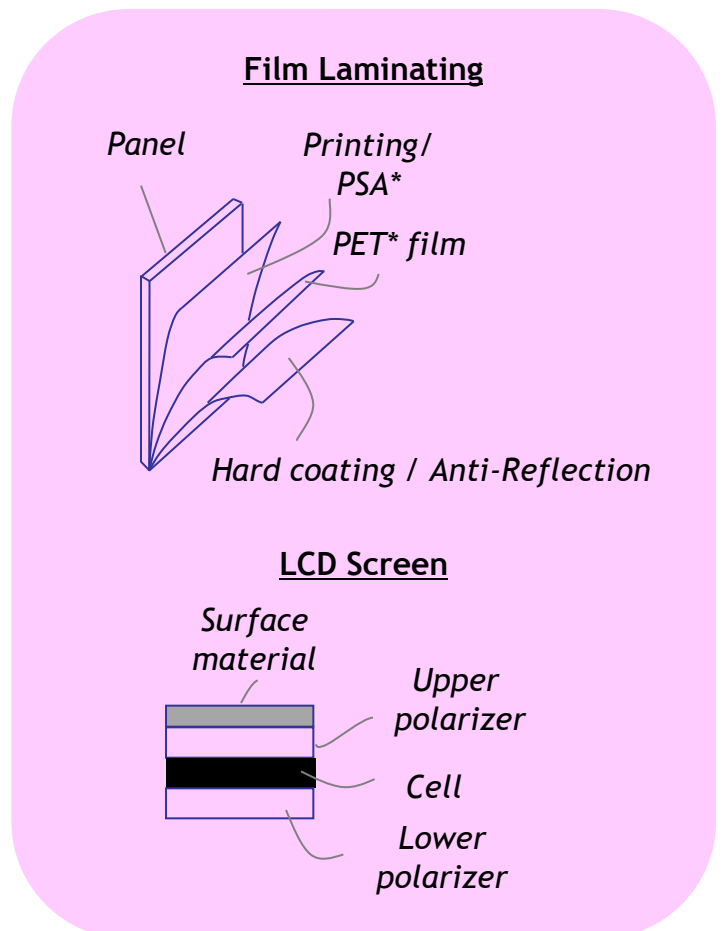 Film Laminating
Panel
Printing/
PSA*
PET* film
Hard coating / Anti-Reflection
LCD Screen
Surface
material
Upper
polarizer
Cell
Lower
polarizer